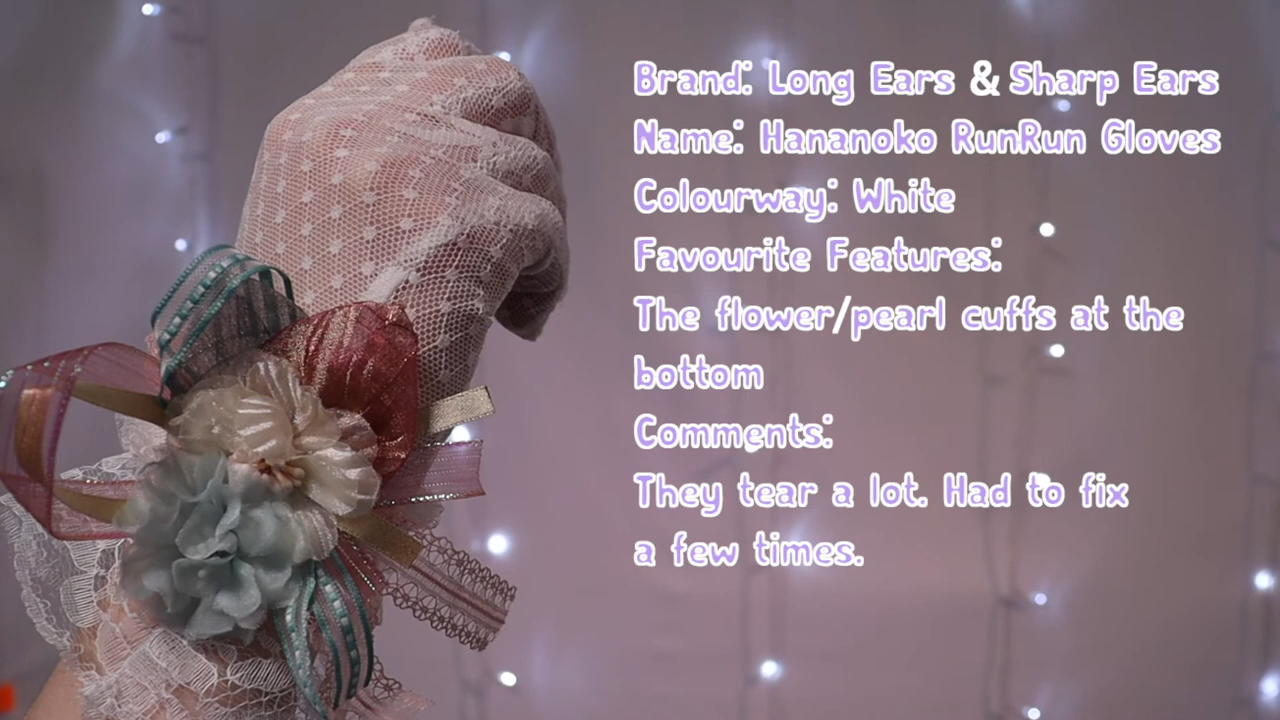 Brand: Long Ears & Sharp Ears
Name: Hananoko RunRun Gloves
Colourway: White
Favourite Features:
The flower/pearl cuffs at the
bottom
Comments:
They tear a lot. Had to fix
a few times.